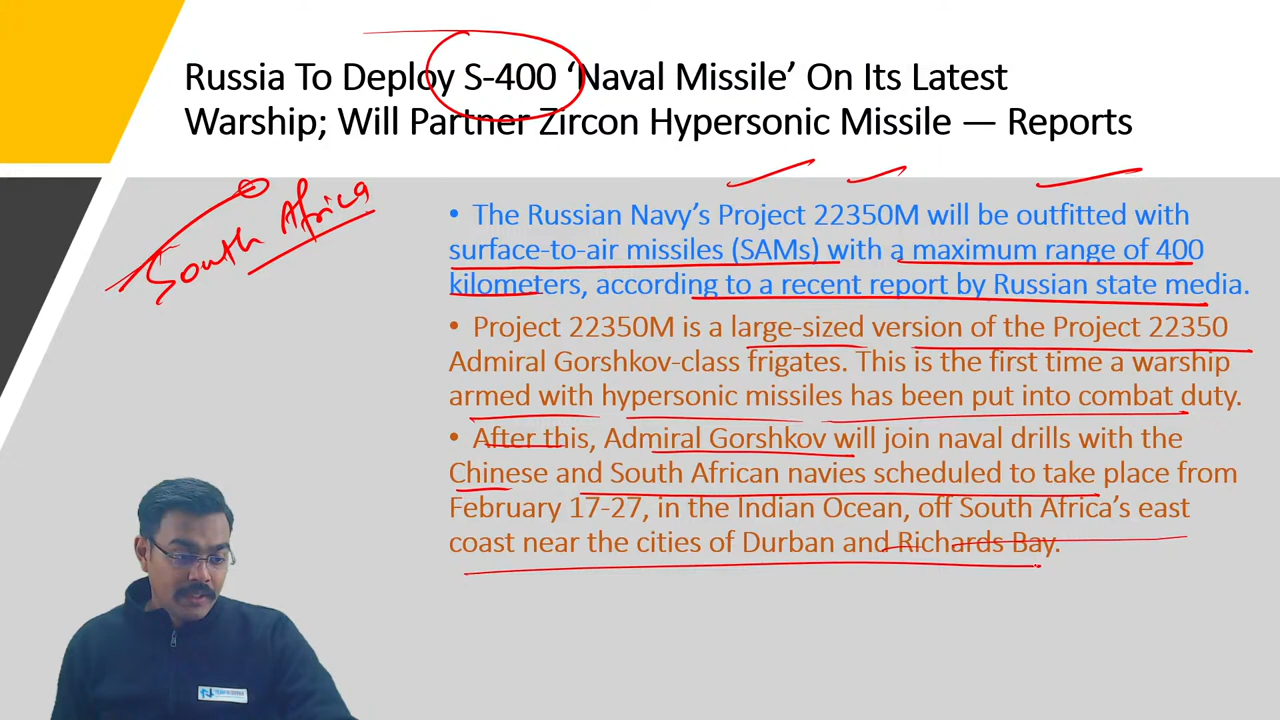 Russia To Deploy S-400 ‘Naval Missile’ On Its Latest
Warship; Will Partner Zircon Hypersonic Missile — Reports
South Africa
• The Russian Navy’s Project 22350M will be outfitted with
surface-to-air missiles (SAMs) with a maximum range of 400
kilometers, according to a recent report by Russian state media.
• Project 22350M is a large-sized version of the Project 22350
Admiral Gorshkov-class frigates. This is the first time a warship
armed with hypersonic missiles has been put into combat duty.
• After this, Admiral Gorshkov will join naval drills with the
Chinese and South African navies scheduled to take place from
February 17-27, in the Indian Ocean, off South Africa’s east
coast near the cities of Durban and Richards Bay.